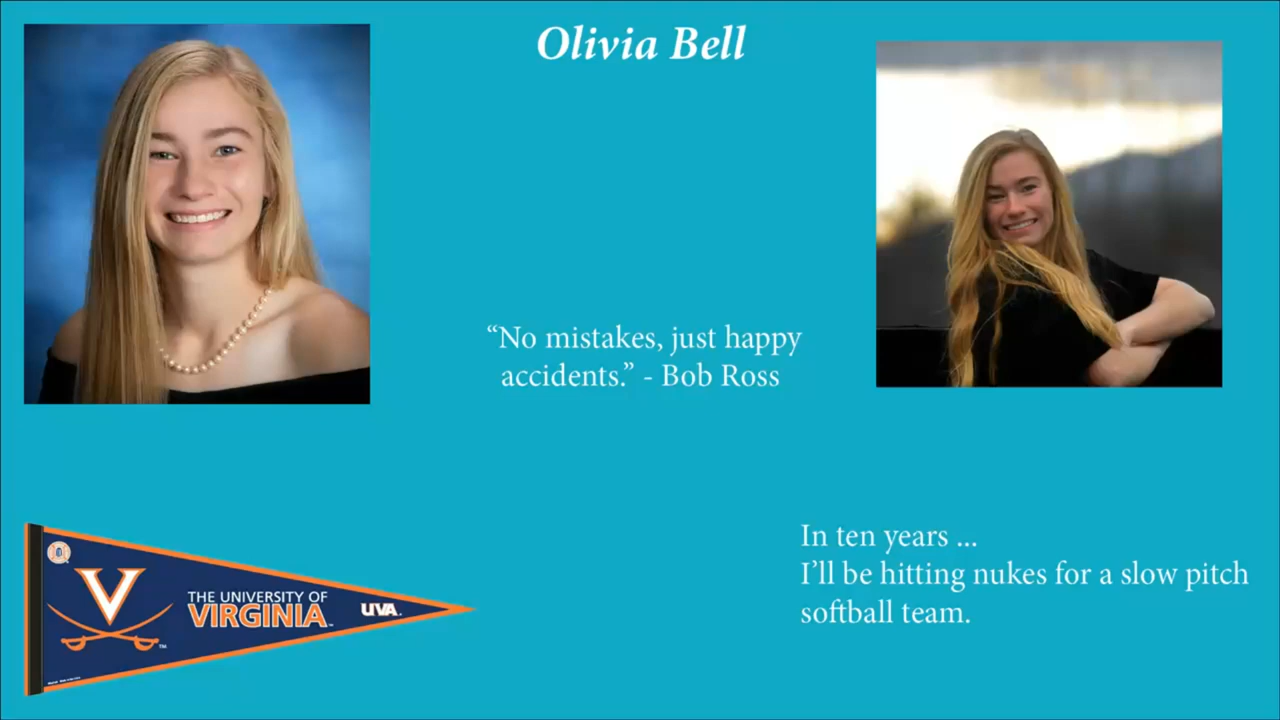 Olivia Bell
“No mistakes, just happy
accidents.” - Bob Ross
THE UNIVERSITY OF
VIRGINIA
UVA
TM
In ten years ...
I’ll be hitting nukes for a slow pitch
softball team.